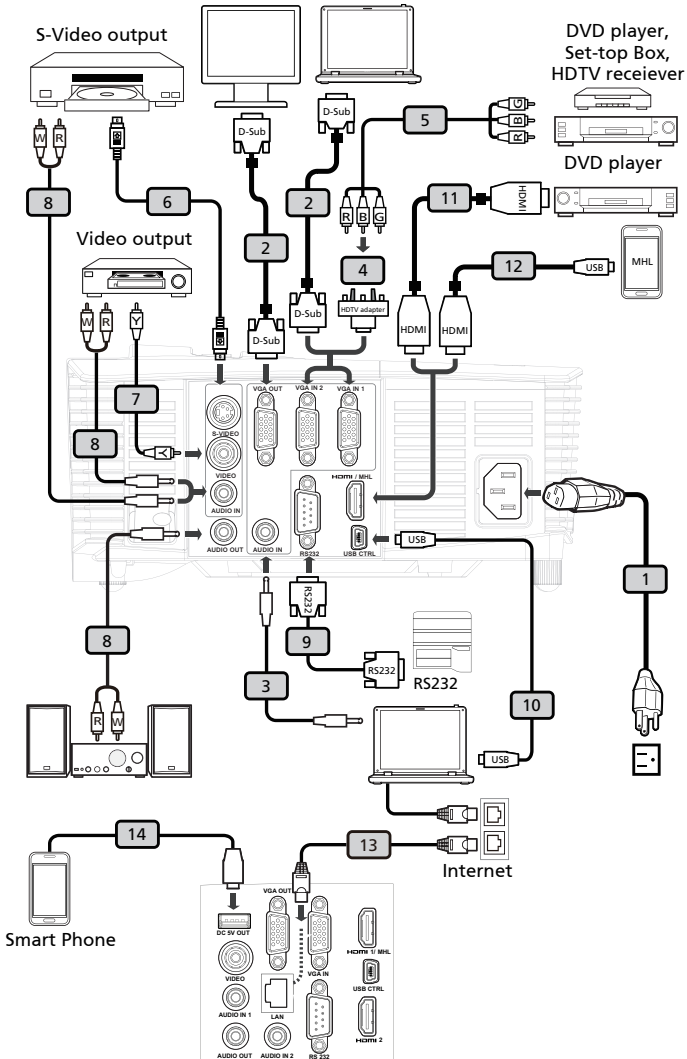 S-Video output
DVD player,
Set-top Box,
HDTV receiever
D-Sub
D-Sub
G
B
R
5
W
R
8
6
2
2
R
B
G
4
11
HDMI
DVD player
12
USB
MHL
Video output
HDTV adapter
D-Sub
D-Sub
HDMI
HDMI
W
R
Y
7
8
Y
VGA OUT
VGA IN 2
VGA IN 1
S-VIDEO
VIDEO
AUDIO IN
HDMI / MHL
AUDIO OUT
AUDIO IN
RS232
USB CTRL
USB
1
RS232
9
RS232
RS232
8
3
10
R
W
USB
14
13
Internet
Smart Phone
VGA OUT
DC 5V OUT
VIDEO
VGA IN
HDMI 1/ MHL
USB CTRL
AUDIO IN 1
LAN
HDMI 2
AUDIO OUT
AUDIO IN 2
RS 232